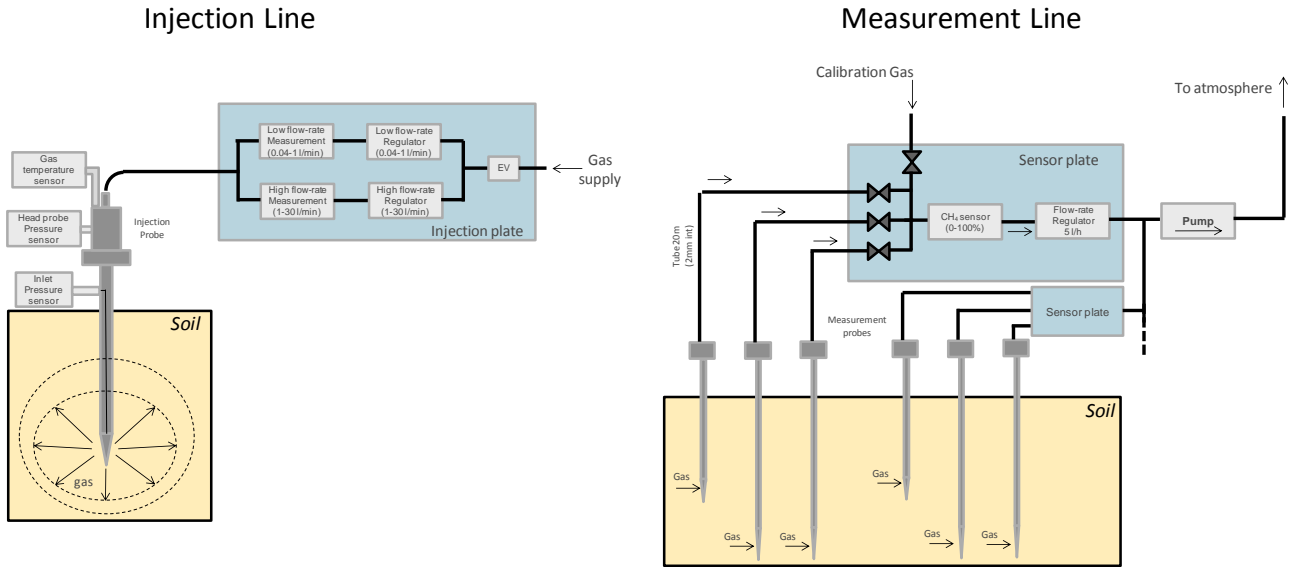 Injection Line
Low flow-rate
Measurement
(0.04-1 l/min)
Low flow-rate
Regulator
(0.04-1 l/min)
High flow-rate
Measurement
(1-30 l/min)
High flow-rate
Regulator
(1-30 l/min)
EV
Gas
supply
Injection plate
Gas
temperature
sensor
Head probe
Pressure
sensor
Injection
Probe
Inlet
Pressure
sensor
Soil
gas
Measurement Line
Calibration Gas
To atmosphere
Sensor plate
CH₄ sensor
(0-100%)
Flow-rate
Regulator
5 l/h
Pump
Tube 20m
(2mm int)
Measurement
probes
Sensor plate
Soil
Gas
Gas
Gas
Gas
Gas
Gas